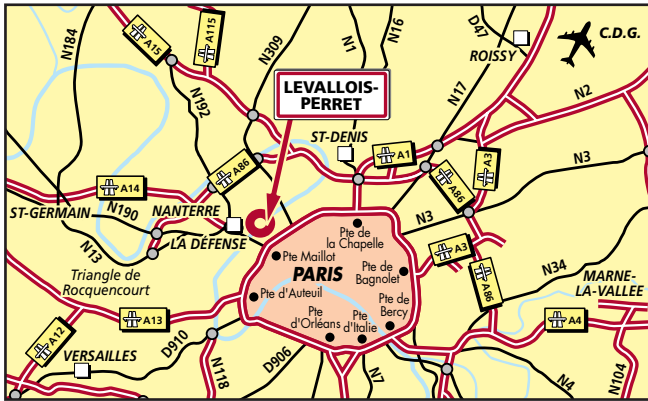 N184
A15
A115
N309
N1
N16
D47
ROISSY
C.D.G.
N192
LEVALLOIS-
PERRET
N17
N2
ST-DENIS
A86
A1
A3
N3
A14
A86
ST-GERMAIN
N190
NANTERRE
N3
N13
LA DÉFENSE
Pte de
la Chapelle
A3
Triangle de
Rocquencourt
Pte Maillot
PARIS
Pte de
Bagnolet
A86
N34
MARNE-
LA-VALLEE
Pte d'Auteuil
Pte
d'Orléans
Pte
d'Italie
Pte de
Bercy
A13
A4
A12
D910
VERSAILLES
N118
D906
N7
N4
N104